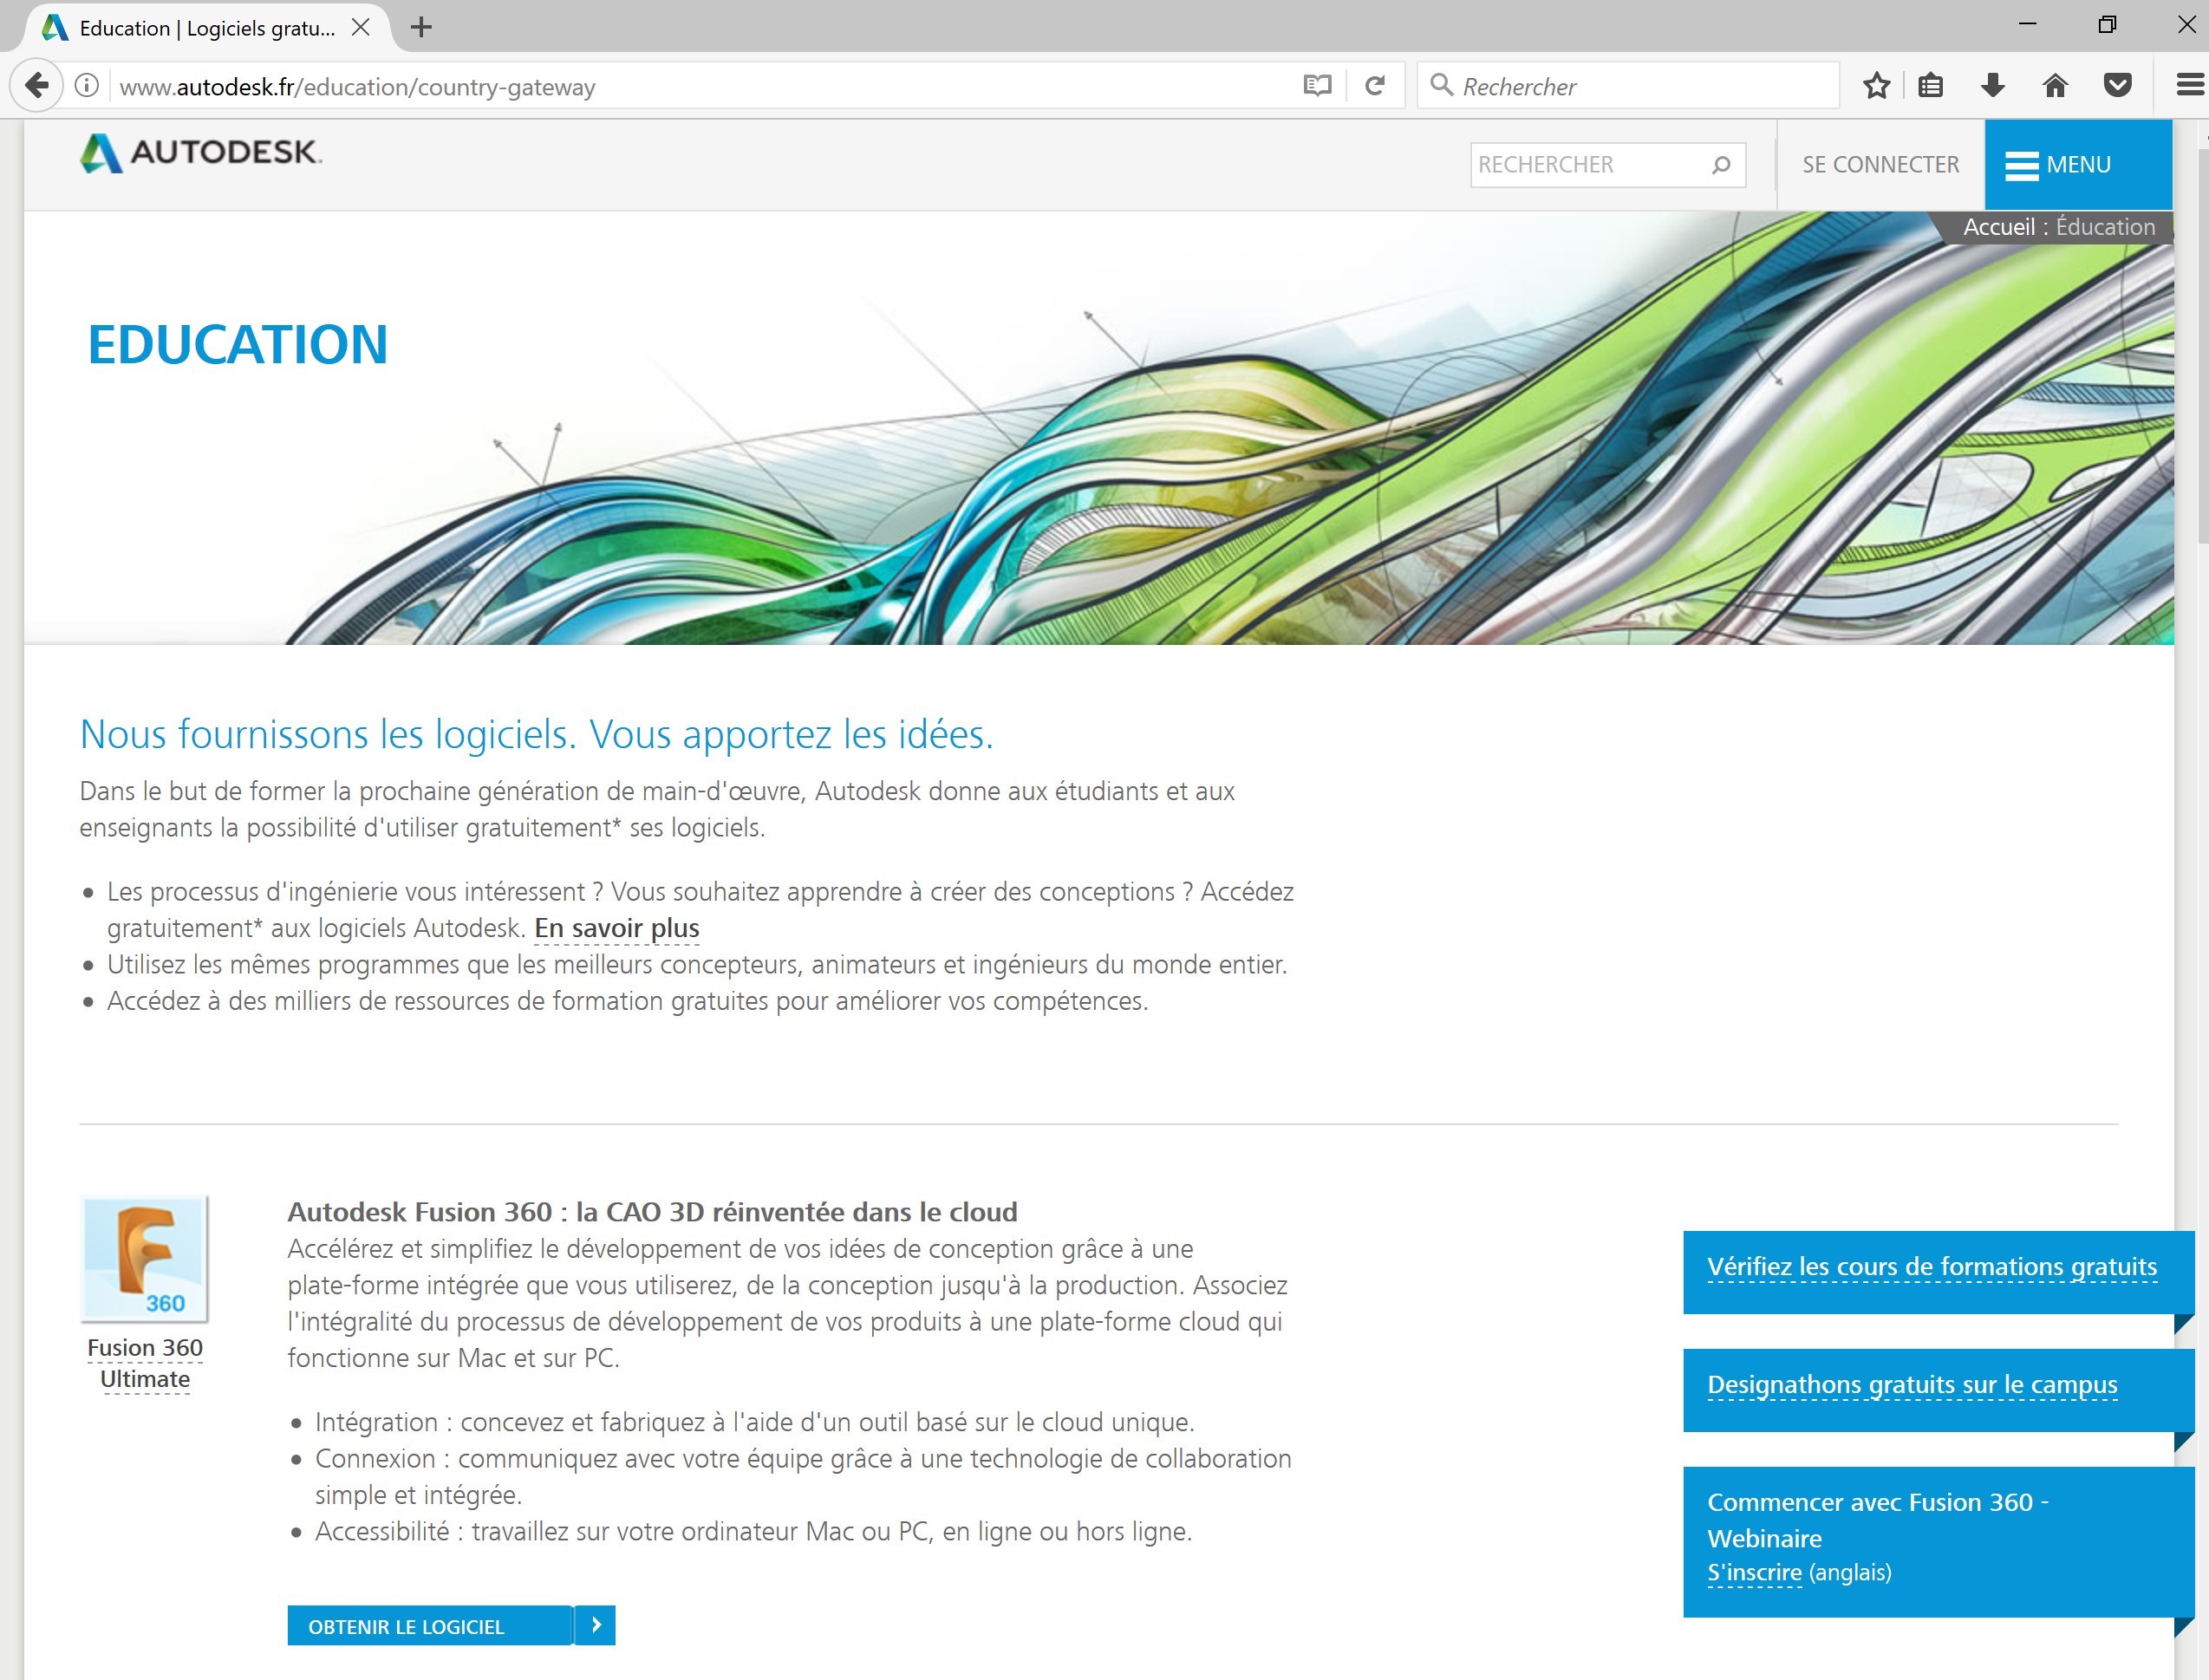 Education | Logiciels gratu...
www.autodesk.fr/education/country-gateway
Rechercher
AUTODESK.
RECHERCHER
SE CONNECTER
MENU
Accueil : Éducation
EDUCATION
Nous fournissons les logiciels. Vous apportez les idées.
Dans le but de former la prochaine génération de main-d'œuvre, Autodesk donne aux étudiants et aux
enseignants la possibilité d'utiliser gratuitement* ses logiciels.
• Les processus d'ingénierie vous intéressent ? Vous souhaitez apprendre à créer des conceptions ? Accédez
gratuitement* aux logiciels Autodesk. En savoir plus
• Utilisez les mêmes programmes que les meilleurs concepteurs, animateurs et ingénieurs du monde entier.
• Accédez à des milliers de ressources de formation gratuites pour améliorer vos compétences.
360
Fusion 360
Ultimate
Autodesk Fusion 360 : la CAO 3D réinventée dans le cloud
Accélérez et simplifiez le développement de vos idées de conception grâce à une
plate-forme intégrée que vous utiliserez, de la conception jusqu'à la production. Associez
l'intégralité du processus de développement de vos produits à une plate-forme cloud qui
fonctionne sur Mac et sur PC.
• Intégration : concevez et fabriquez à l'aide d'un outil basé sur le cloud unique.
• Connexion : communiquez avec votre équipe grâce à une technologie de collaboration
simple et intégrée.
• Accessibilité : travaillez sur votre ordinateur Mac ou PC, en ligne ou hors ligne.
OBTENIR LE LOGICIEL
Vérifiez les cours de formations gratuits
Designathons gratuits sur le campus
Commencer avec Fusion 360 -
Webinaire
S'inscrire (anglais)